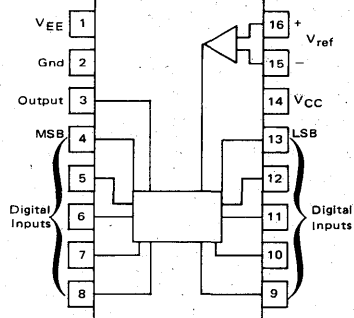 VEE 1 16 +
Vref
Gnd 2 15 −
Output 3 14 VCC
MSB 4 13 LSB
5 12
Digital Inputs 6 11 Digital Inputs
7 10
8 9